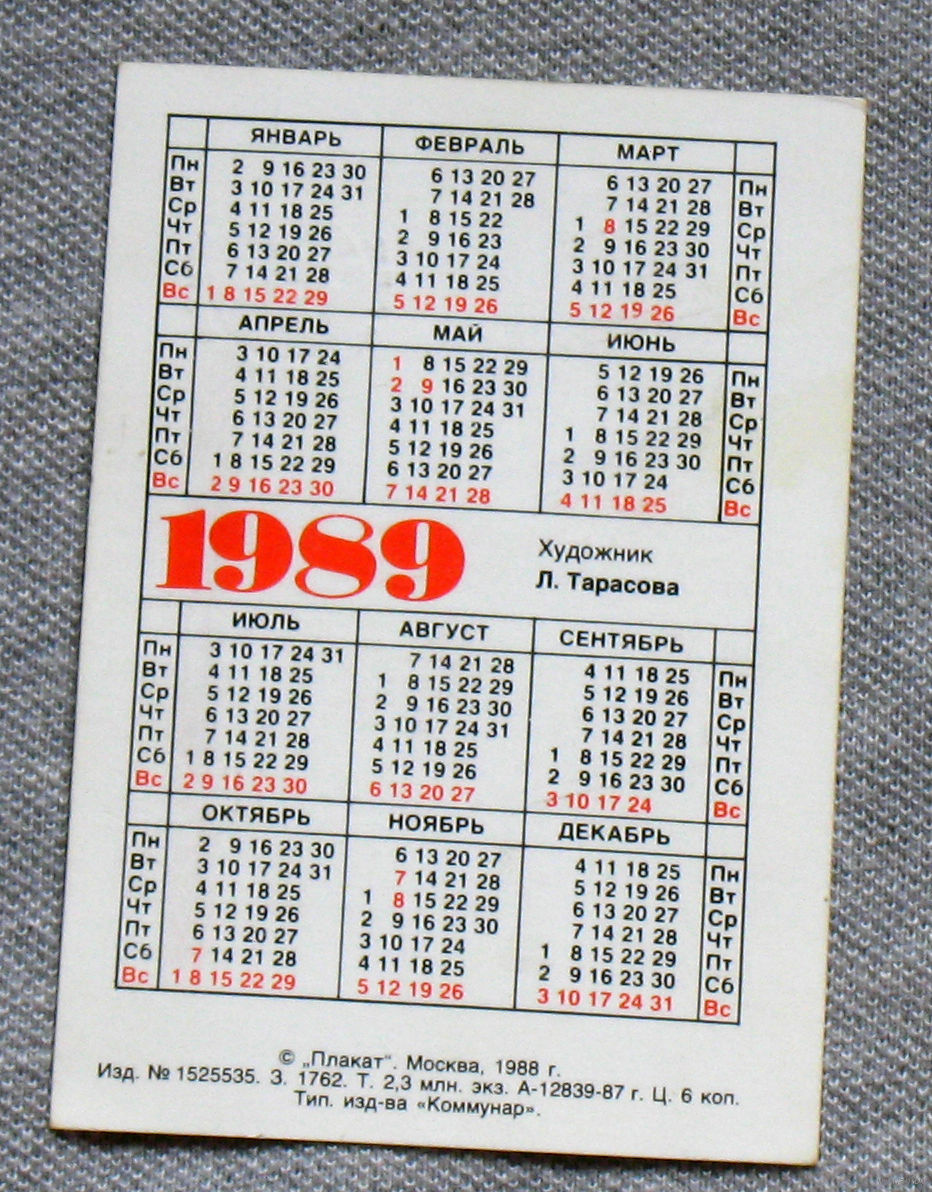 ЯНВАРЬ ФЕВРАЛЬ МАРТ
Пн 2 9 16 23 30 6 13 20 27 6 13 20 27 Пн
Вт 3 10 17 24 31 7 14 21 28 7 14 21 28 Вт
Ср 4 11 18 25 1 8 15 22 1 8 15 22 29 Ср
Чт 5 12 19 26 2 9 16 23 2 9 16 23 30 Чт
Пт 6 13 20 27 3 10 17 24 3 10 17 24 31 Пт
Сб 7 14 21 28 4 11 18 25 4 11 18 25 Сб
Вс 1 8 15 22 29 5 12 19 26 5 12 19 26 Вс
АПРЕЛЬ МАЙ ИЮНЬ
Пн 3 10 17 24 1 8 15 22 29 5 12 19 26 Пн
Вт 4 11 18 25 2 9 16 23 30 6 13 20 27 Вт
Ср 5 12 19 26 3 10 17 24 31 7 14 21 28 Ср
Чт 6 13 20 27 4 11 18 25 1 8 15 22 29 Чт
Пт 7 14 21 28 5 12 19 26 2 9 16 23 30 Пт
Сб 1 8 15 22 29 6 13 20 27 3 10 17 24 Сб
Вс 2 9 16 23 30 7 14 21 28 4 11 18 25 Вс
1989
Художник
Л. Тарасова
ИЮЛЬ АВГУСТ СЕНТЯБРЬ
Пн 3 10 17 24 31 7 14 21 28 4 11 18 25 Пн
Вт 4 11 18 25 1 8 15 22 29 5 12 19 26 Вт
Ср 5 12 19 26 2 9 16 23 30 6 13 20 27 Ср
Чт 6 13 20 27 3 10 17 24 31 7 14 21 28 Чт
Пт 7 14 21 28 4 11 18 25 1 8 15 22 29 Пт
Сб 1 8 15 22 29 5 12 19 26 2 9 16 23 30 Сб
Вс 2 9 16 23 30 6 13 20 27 3 10 17 24 Вс
ОКТЯБРЬ НОЯБРЬ ДЕКАБРЬ
Пн 2 9 16 23 30 6 13 20 27 4 11 18 25 Пн
Вт 3 10 17 24 31 7 14 21 28 5 12 19 26 Вт
Ср 4 11 18 25 1 8 15 22 29 6 13 20 27 Ср
Чт 5 12 19 26 2 9 16 23 30 7 14 21 28 Чт
Пт 6 13 20 27 3 10 17 24 1 8 15 22 29 Пт
Сб 7 14 21 28 4 11 18 25 2 9 16 23 30 Сб
Вс 1 8 15 22 29 5 12 19 26 3 10 17 24 31 Вс
© „Плакат“. Москва, 1988 г.
Изд. № 1525535. З. 1762. Т. 2,3 млн. экз. А-12839-87 г. Ц. 6 коп.
Тип. изд-ва «Коммунар».